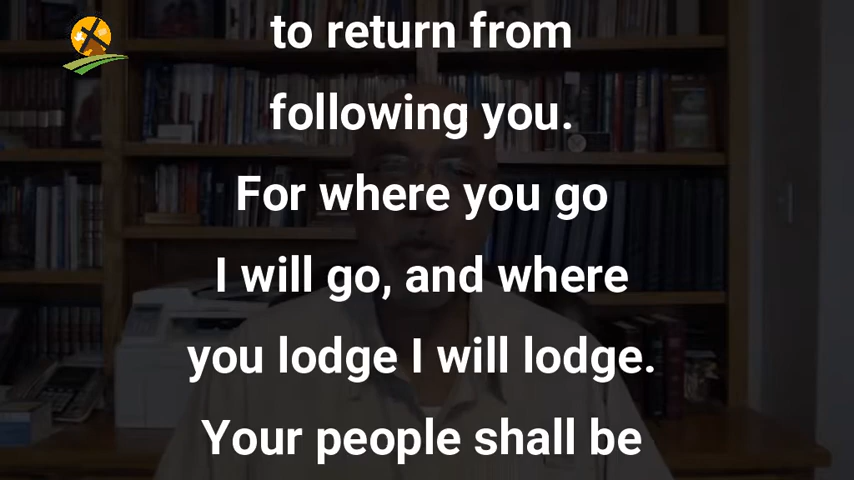 to return from
following you.
For where you go
I will go, and where
you lodge I will lodge.
Your people shall be